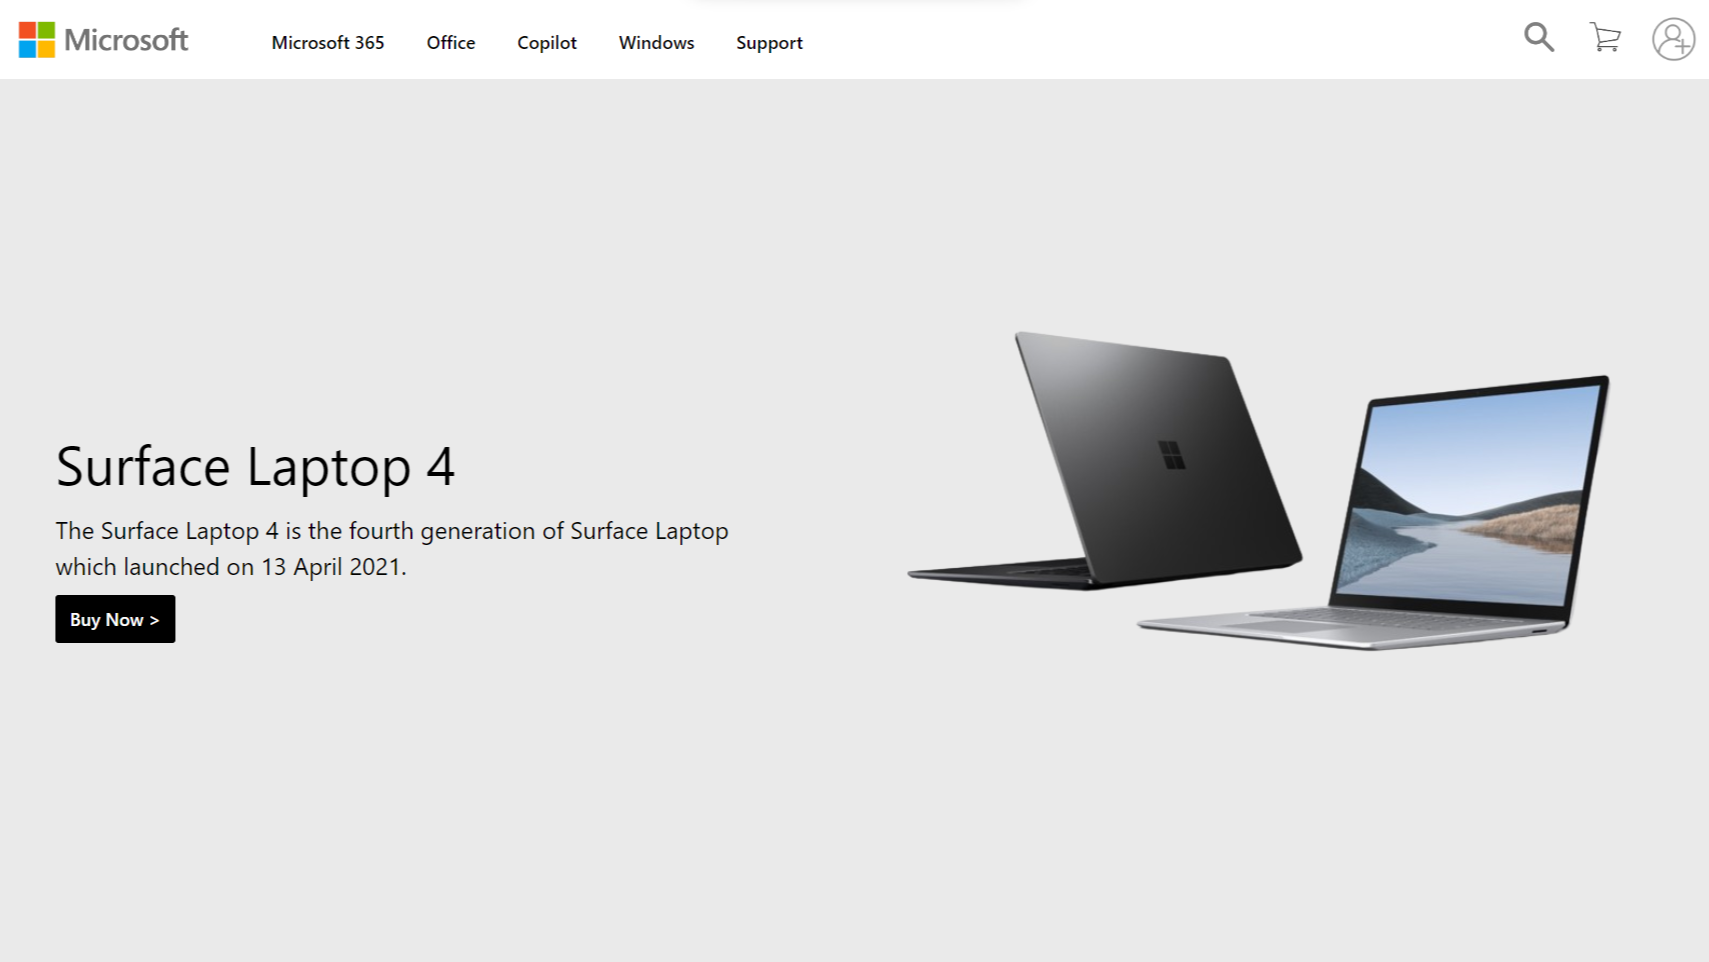 Microsoft
Microsoft 365 Office Copilot Windows Support
Surface Laptop 4
The Surface Laptop 4 is the fourth generation of Surface Laptop
which launched on 13 April 2021.
Buy Now >